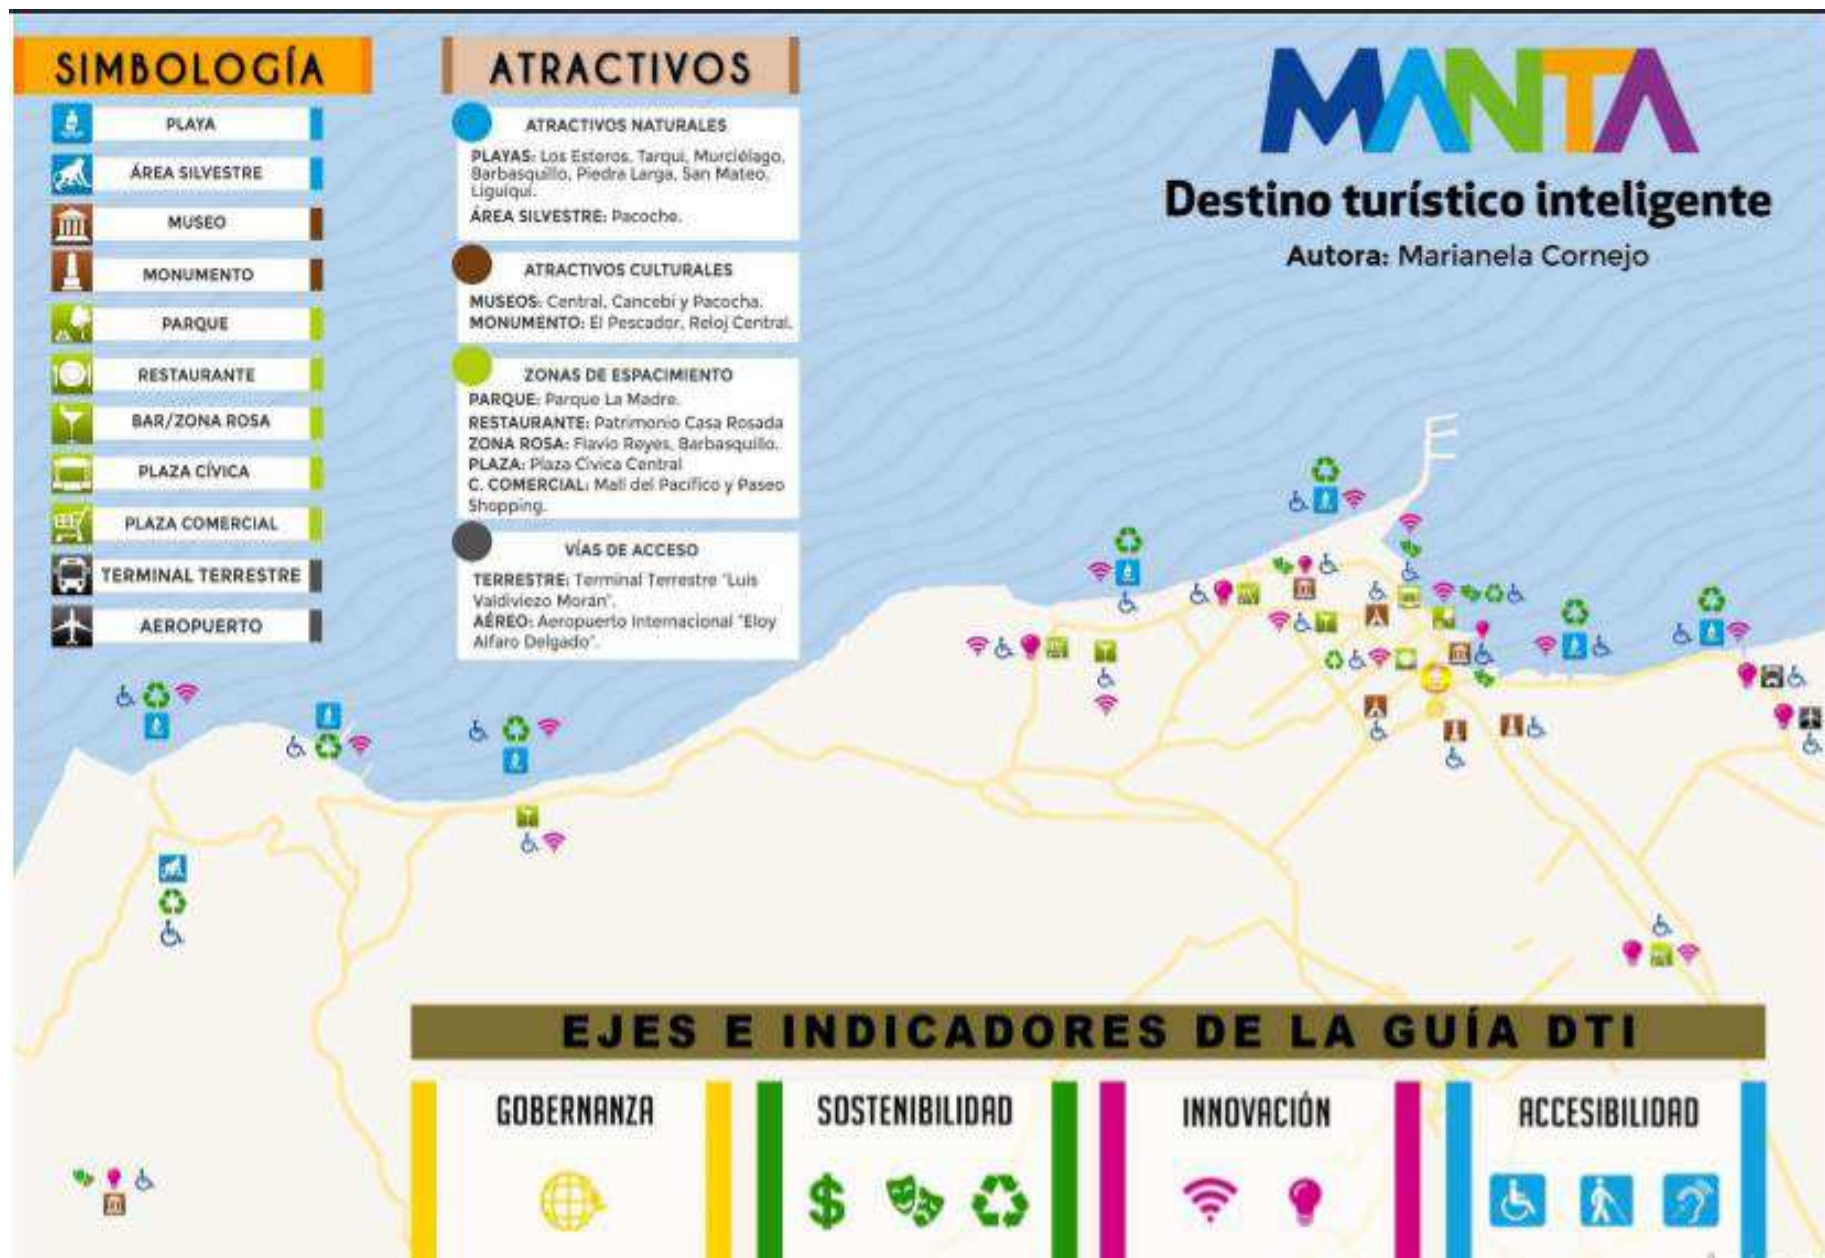 SIMBOLOGÍA
PLAYA
ÁREA SILVESTRE
MUSEO
MONUMENTO
PARQUE
RESTAURANTE
BAR/ZONA ROSA
PLAZA CÍVICA
PLAZA COMERCIAL
TERMINAL TERRESTRE
AEROPUERTO
ATRACTIVOS
ATRACTIVOS NATURALES
PLAYAS: Los Esteros, Tarqui, Murciélago,
Barbasquillo, Piedra Larga, San Mateo,
Liguiqui.
ÁREA SILVESTRE: Pacoche.
ATRACTIVOS CULTURALES
MUSEOS: Central, Cancebi y Pacocha.
MONUMENTO: El Pescador, Reloj Central.
ZONAS DE ESPACIMIENTO
PARQUE: Parque La Madre.
RESTAURANTE: Patrimonio Casa Rosada
ZONA ROSA: Flavio Reyes, Barbasquillo.
PLAZA: Plaza Cívica Central
C. COMERCIAL: Mall del Pacífico y Paseo
Shopping.
VÍAS DE ACCESO
TERRESTRE: Terminal Terrestre "Luis
Valdiviezo Morán".
AÉREO: Aeropuerto Internacional "Eloy
Alfaro Delgado".
MANTA
Destino turístico inteligente
Autora: Marianela Cornejo
EJES E INDICADORES DE LA GUÍA DTI
GOBERNANZA
SOSTENIBILIDAD
$
INNOVACIÓN
ACCESIBILIDAD